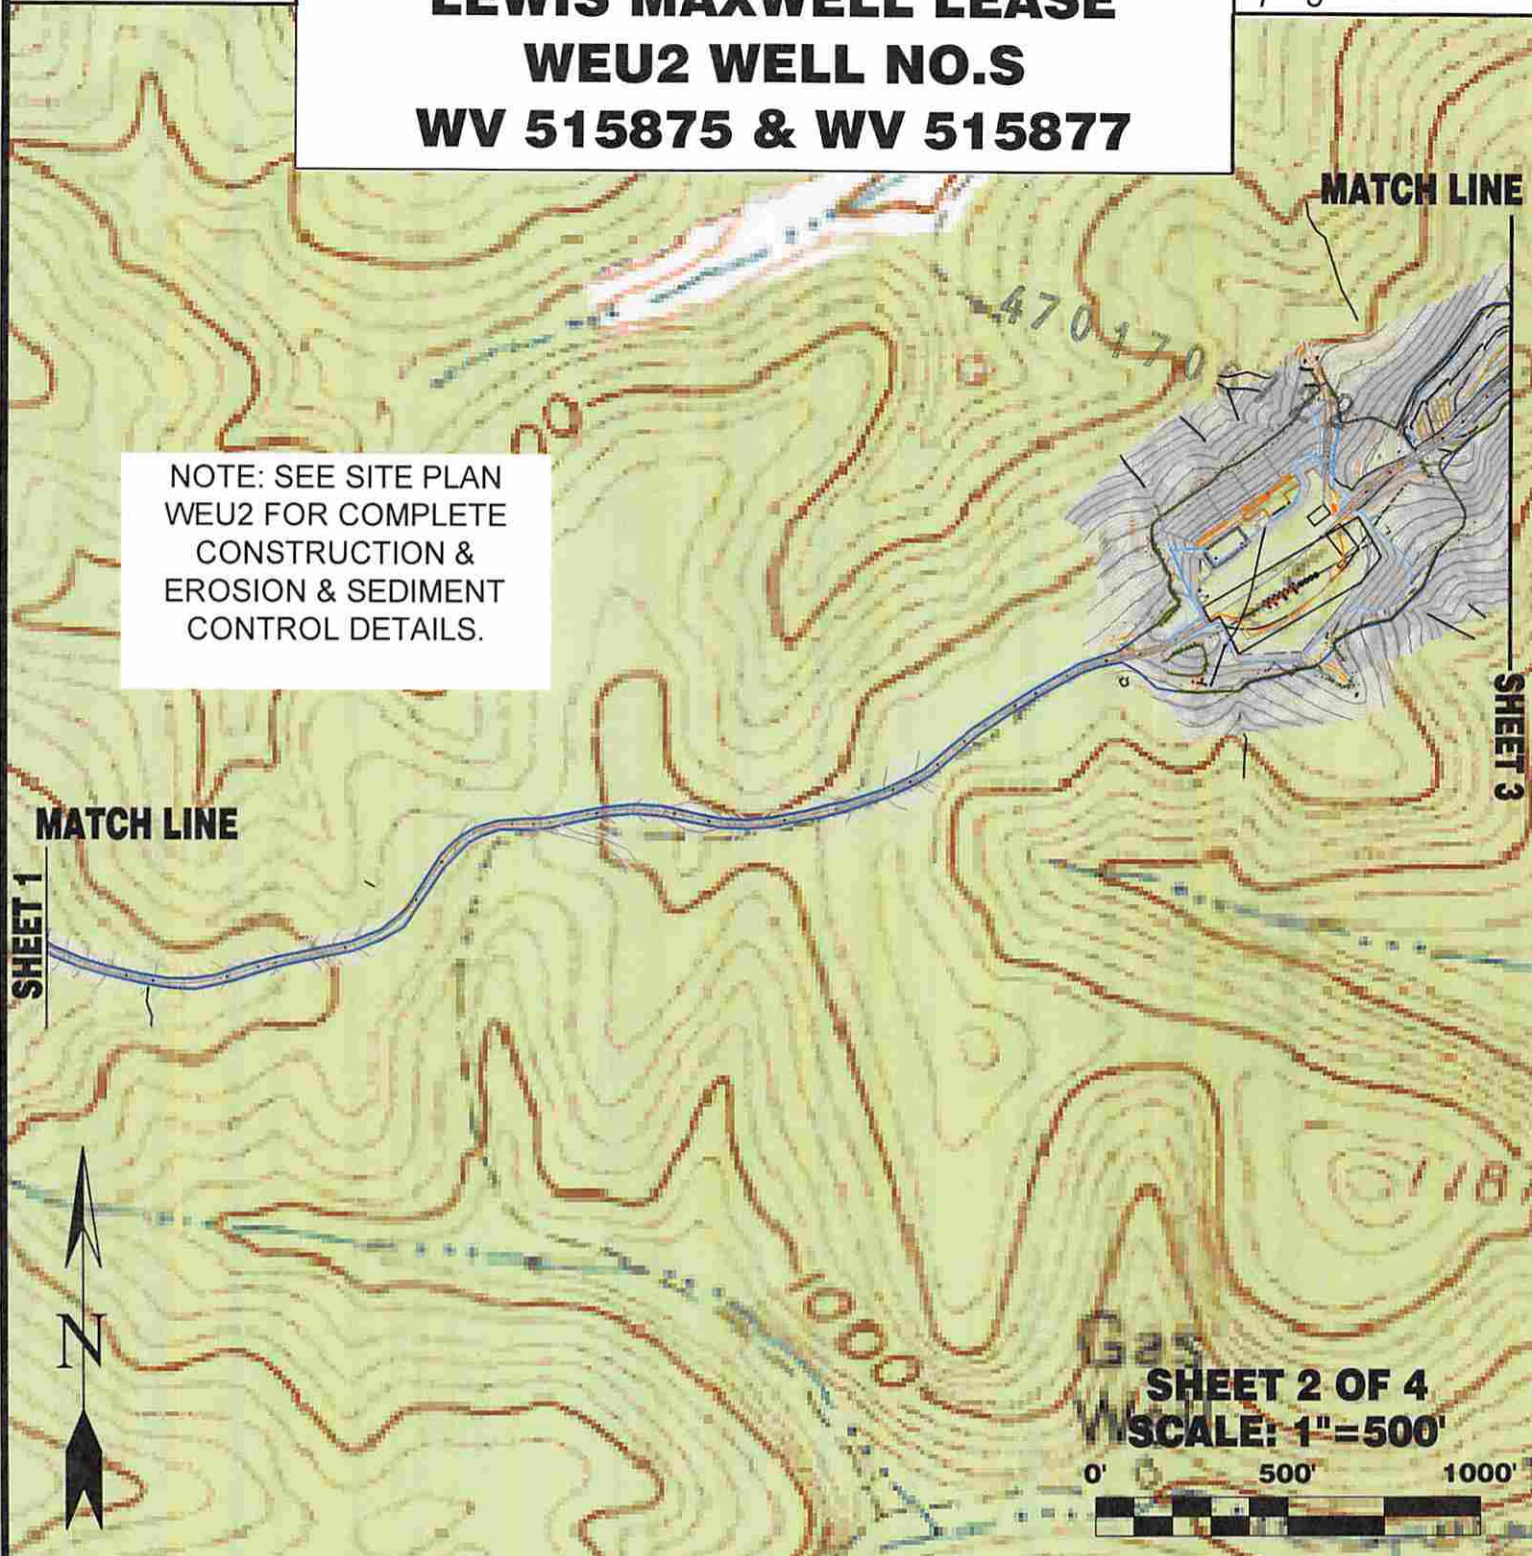 LEWIS MAXWELL LEASE
WEU2 WELL NO.S
WV 515875 & WV 515877
MATCH LINE
470170
NOTE: SEE SITE PLAN
WEU2 FOR COMPLETE
CONSTRUCTION &
EROSION & SEDIMENT
CONTROL DETAILS.
SHEET 3
MATCH LINE
SHEET 1
118
N
1000
Gas
SHEET 2 OF 4
SCALE: 1"=500'
0' 500' 1000'